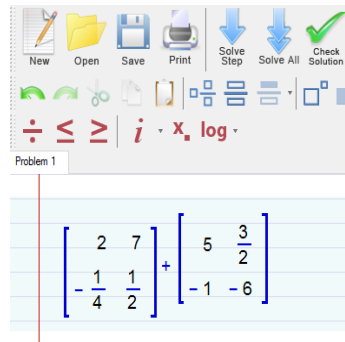 New Open Save Print Solve Step Solve All Check Solution
÷ ≤ ≥ i x. log
Problem 1
[2 7; -1/4 1/2] + [5 3/2; -1 -6]